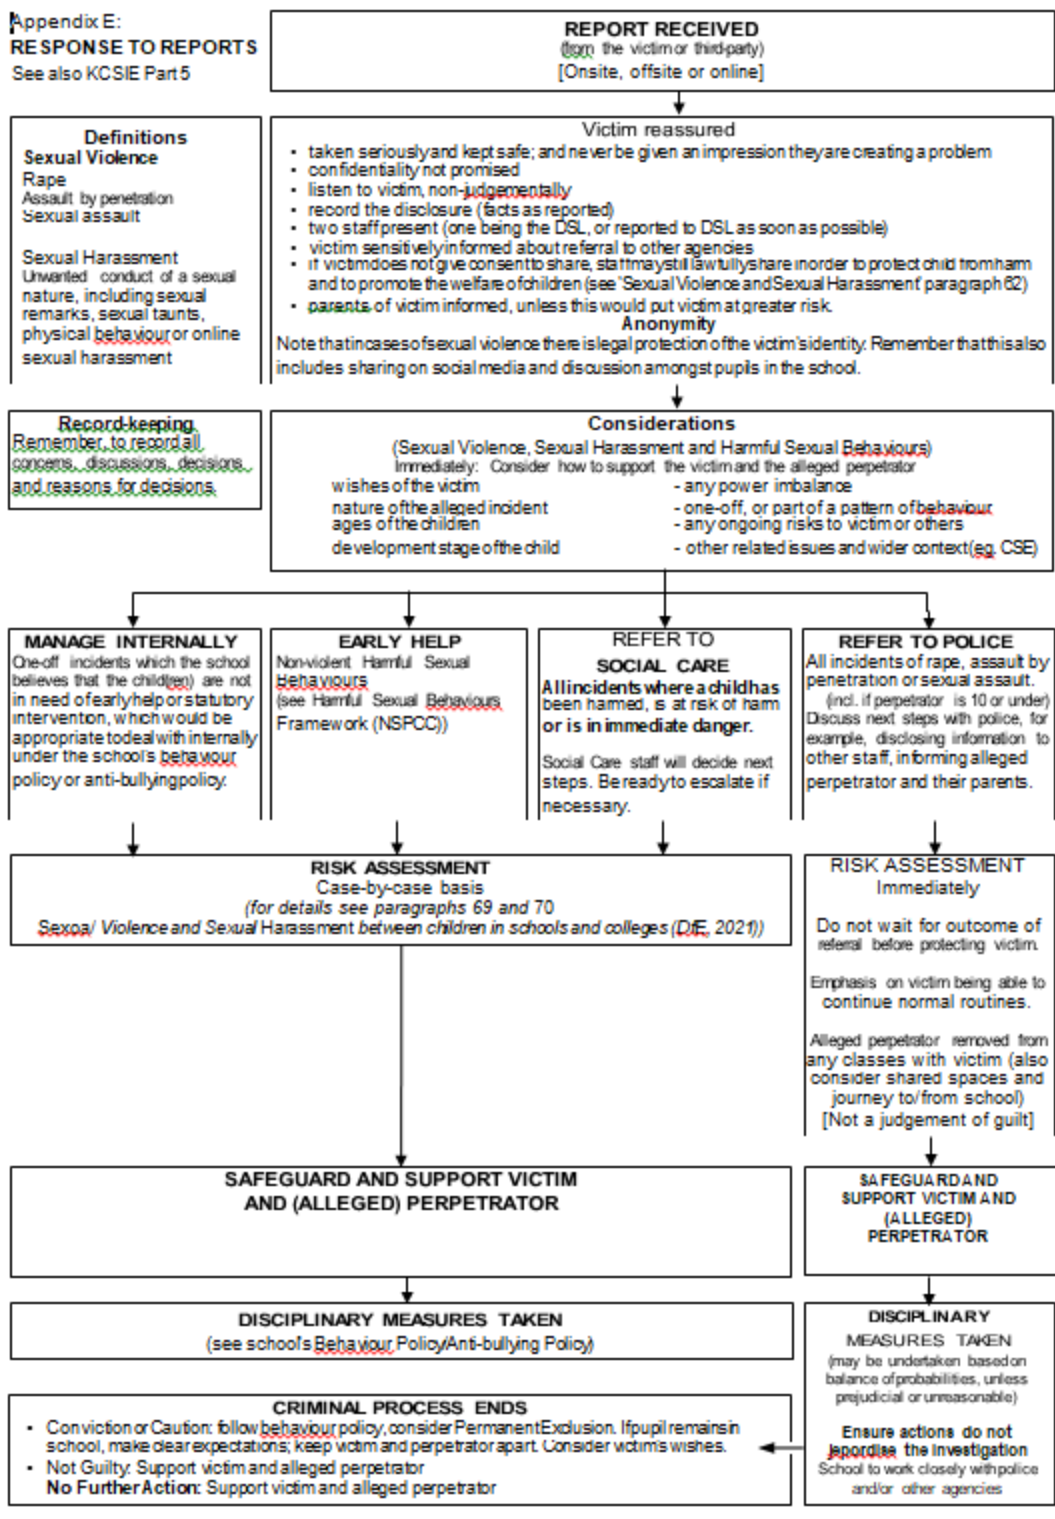 Appendix E:
RESPONSE TO REPORTS
See also KCSIE Part 5
REPORT RECEIVED
(from the victim or third-party)
[Onsite, offsite or online]
Definitions
Sexual Violence
Rape
Assault by penetration
Sexual assault
Sexual Harassment
Unwanted conduct of a sexual
nature, including sexual
remarks, sexual taunts,
physical behaviour or online
sexual harassment
Victim reassured
• taken seriously and kept safe; and never be given an impression they are creating a problem
• confidentiality not promised
• listen to victim, non-judgementally
• record the disclosure (facts as reported)
• two staff present (one being the DSL, or reported to DSL as soon as possible)
• victim sensitively informed about referral to other agencies
• if victim does not give consent to share, staff may still lawfully share in order to protect child from harm
and to promote the welfare of children (see 'Sexual Violence and Sexual Harassment' paragraph 62)
• parents of victim informed, unless this would put victim at greater risk.
Anonymity
Note that in cases of sexual violence there is legal protection of the victim's identity. Remember that this also
includes sharing on social media and discussion amongst pupils in the school.
Record-keeping
Remember, to record all
concerns, discussions, decisions
and reasons for decisions.
Considerations
(Sexual Violence, Sexual Harassment and Harmful Sexual Behaviours)
Immediately: Consider how to support the victim and the alleged perpetrator
wishes of the victim - any power imbalance
nature of the alleged incident - one-off, or part of a pattern of behaviour
ages of the children - any ongoing risks to victim or others
development stage of the child - other related issues and wider context (eg. CSE)
MANAGE INTERNALLY
One-off incidents which the school
believes that the child(ren) are not
in need of early help or statutory
intervention, which would be
appropriate to deal with internally
under the school's behaviour
policy or anti-bullying policy.
EARLY HELP
Non-violent Harmful Sexual
Behaviours
(see Harmful Sexual Behaviours
Framework (NSPCC))
REFER TO
SOCIAL CARE
All incidents where a child has
been harmed, is at risk of harm
or is in immediate danger.
Social Care staff will decide next
steps. Be ready to escalate if
necessary.
REFER TO POLICE
All incidents of rape, assault by
penetration or sexual assault.
(incl. if perpetrator is 10 or under)
Discuss next steps with police, for
example, disclosing information to
other staff, informing alleged
perpetrator and their parents.
RISK ASSESSMENT
Case-by-case basis
(for details see paragraphs 69 and 70
Sexoa/ Violence and Sexual Harassment between children in schools and colleges (DfE, 2021))
RISK ASSESSMENT
Immediately
Do not wait for outcome of
referral before protecting victim.
Emphasis on victim being able to
continue normal routines.
Alleged perpetrator removed from
any classes with victim (also
consider shared spaces and
journey to/from school)
[Not a judgement of guilt]
SAFEGUARD AND SUPPORT VICTIM
AND (ALLEGED) PERPETRATOR
SAFEGUARD AND
SUPPORT VICTIM AND
(ALLEGED)
PERPETRATOR
DISCIPLINARY MEASURES TAKEN
(see school's Behaviour Policy/Anti-bullying Policy)
DISCIPLINARY
MEASURES TAKEN
(may be undertaken based on
balance of probabilities, unless
prejudicial or unreasonable)
Ensure actions do not
jepordise the investigation
School to work closely with police
and/or other agencies
CRIMINAL PROCESS ENDS
• Conviction or Caution: follow behaviour policy, consider Permanent Exclusion. If pupil remains in
school, make clear expectations; keep victim and perpetrator apart. Consider victim's wishes.
• Not Guilty: Support victim and alleged perpetrator
No Further Action: Support victim and alleged perpetrator